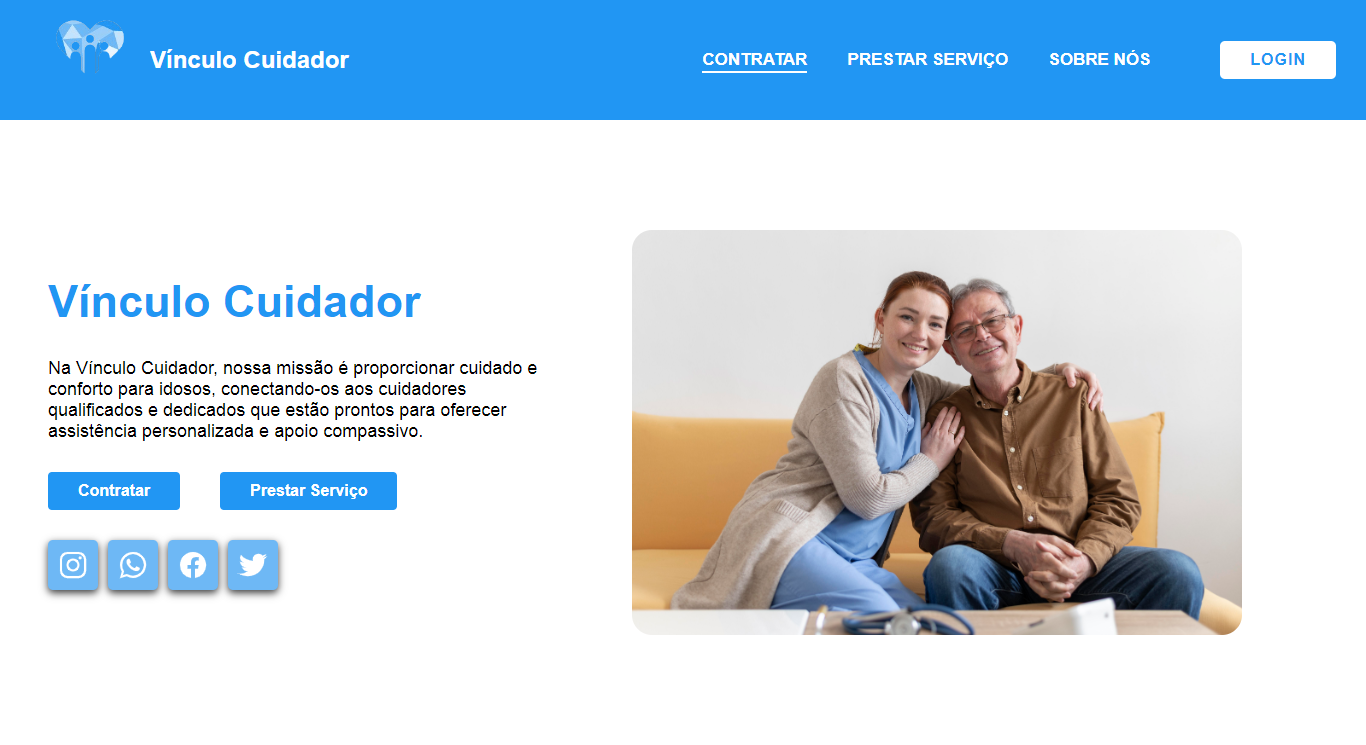 Vínculo Cuidador
CONTRATAR
PRESTAR SERVIÇO
SOBRE NÓS
LOGIN
Vínculo Cuidador
Na Vínculo Cuidador, nossa missão é proporcionar cuidado e
conforto para idosos, conectando-os aos cuidadores
qualificados e dedicados que estão prontos para oferecer
assistência personalizada e apoio compassivo.
Contratar
Prestar Serviço